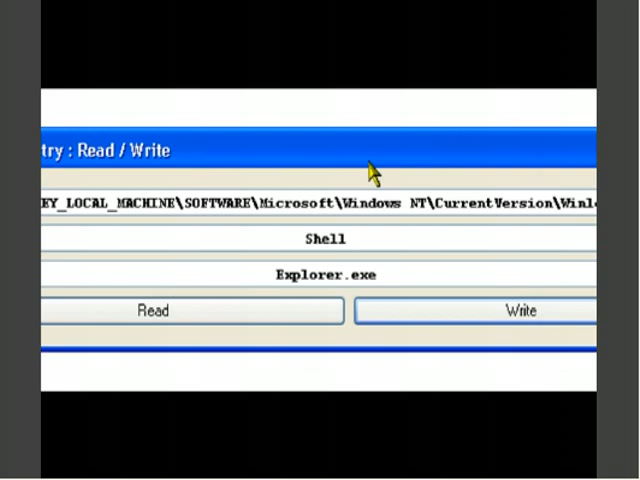 try : Read / Write
EY_LOCAL_MACHINE\SOFTWARE\Microsoft\Windows NT\CurrentVersion\Winl
Shell
Explorer.exe
Read
Write